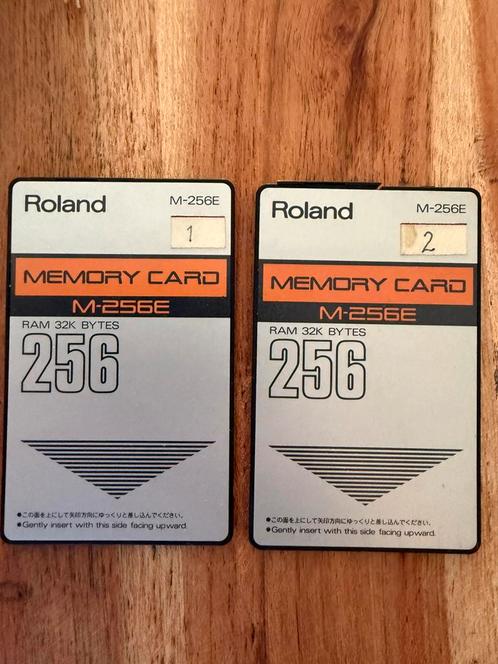 Roland M-256E
1
MEMORY CARD
M-256E
RAM 32K BYTES
256
●この面を上にして矢印方向にゆっくりと差し込んでください。
●Gently insert with this side facing upward.
Roland M-256E
2
MEMORY CARD
M-256E
RAM 32K BYTES
256
●この面を上にして矢印方向にゆっくりと差し込んでください。
●Gently insert with this side facing upward.